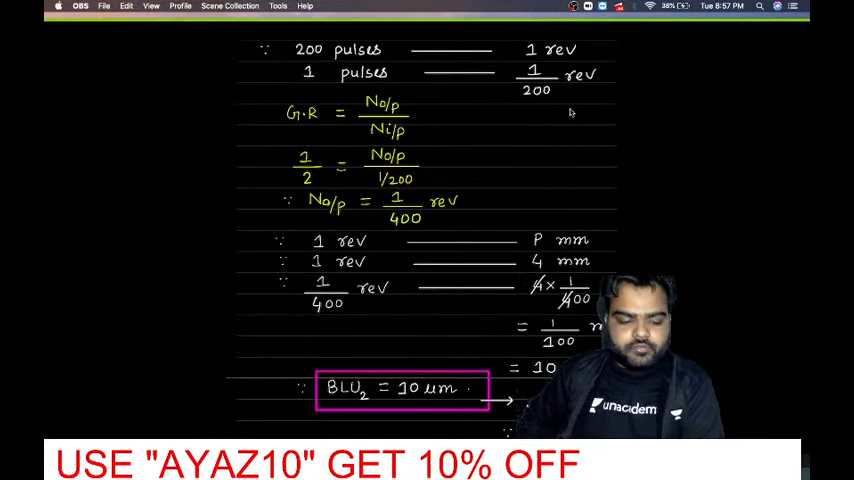 OBS File Edit View Profile Scene Collection Tools Help 38% Tue 8:57 PM
∵ 200 pulses —— 1 rev
1 pulses —— 1/200 rev
G.R = No/p / Ni/p
1/2 = No/p / 1/200
∵ No/p = 1/400 rev
∵ 1 rev —— P mm
∵ 1 rev —— 4 mm
∵ 1/400 rev —— 4 × 1/400
= 1/100
= 10
∵ BLU₂ = 10 um →
unacademy
USE "AYAZ10" GET 10% OFF